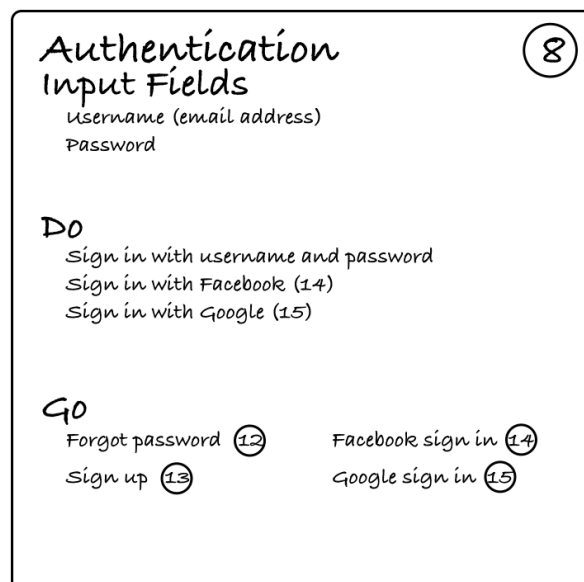 Authentication
8
Input Fields
Username (email address)
Password
Do
Sign in with username and password
Sign in with Facebook (14)
Sign in with Google (15)
Go
Forgot password 12
Facebook sign in 14
Sign up 13
Google sign in 15